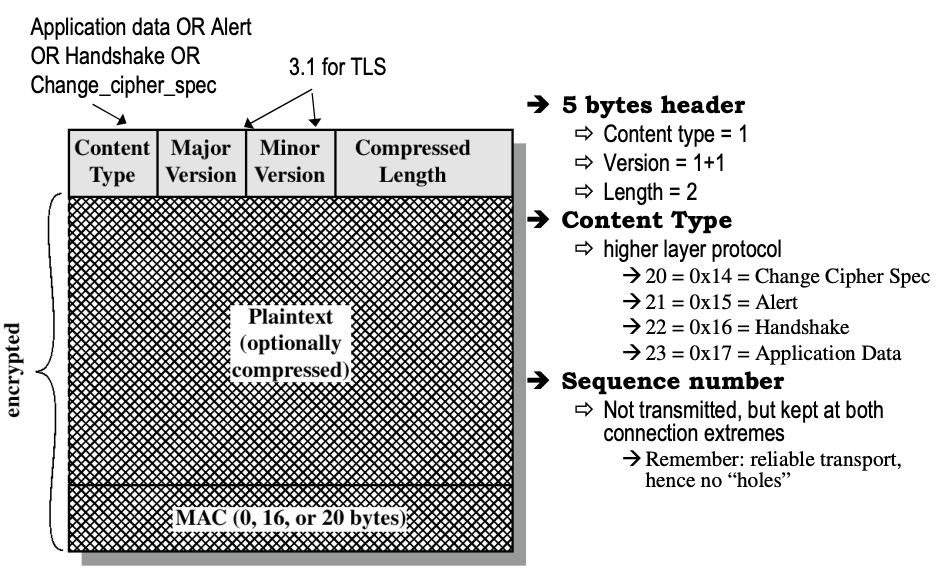 Application data OR Alert
OR Handshake OR
Change_cipher_spec
3.1 for TLS
Content
Type
Major
Version
Minor
Version
Compressed
Length
encrypted
Plaintext
(optionally
compressed)
MAC (0, 16, or 20 bytes)
➔ 5 bytes header
⇨ Content type = 1
⇨ Version = 1+1
⇨ Length = 2
➔ Content Type
⇨ higher layer protocol
→ 20 = 0x14 = Change Cipher Spec
→ 21 = 0x15 = Alert
→ 22 = 0x16 = Handshake
→ 23 = 0x17 = Application Data
➔ Sequence number
⇨ Not transmitted, but kept at both
connection extremes
→ Remember: reliable transport,
hence no “holes”